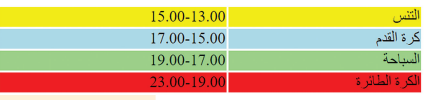 التنس 15.00-13.00
كرة القدم 17.00-15.00
السباحة 19.00-17.00
الكرة الطائرة 23.00-19.00